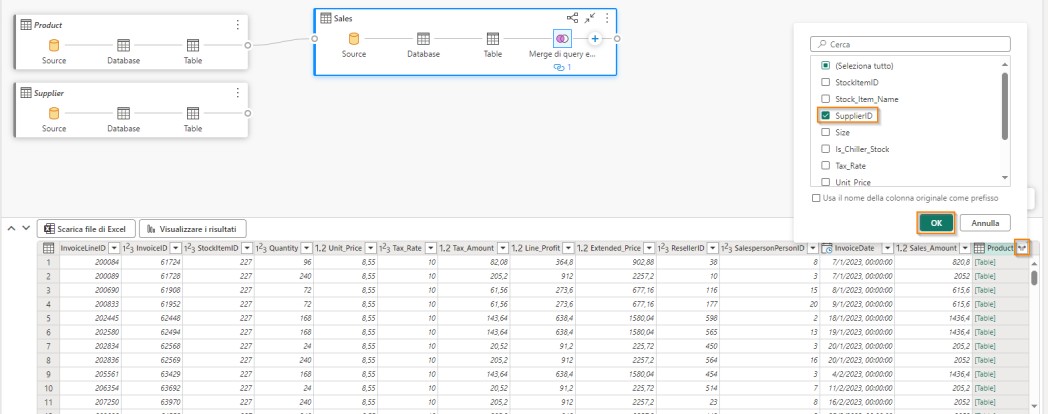 Product
Source Database Table
Supplier
Source Database Table
Sales
Source Database Table Merge di query e...
1
Cerca
(Seleziona tutto)
StockItemID
Stock_Item_Name
SupplierID
Size
Is_Chiller_Stock
Tax_Rate
Unit_Price
Usa il nome della colonna originale come prefisso
OK Annulla
Scarica file di Excel Visualizzare i risultati
InvoiceLineID 123 InvoiceID 123 StockItemID 123 Quantity 1,2 Unit_Price 123 Tax_Rate 1,2 Tax_Amount 1,2 Line_Profit 1,2 Extended_Price 123 ResellerID 123 SalespersonPersonID InvoiceDate 1,2 Sales_Amount Product
1 200084 61724 227 96 8,55 10 82,08 364,8 902,88 38 8 7/1/2023, 00:00:00 820,8 [Table]
2 200089 61728 227 240 8,55 10 205,2 912 2257,2 10 3 7/1/2023, 00:00:00 2052 [Table]
3 200690 61908 227 72 8,55 10 61,56 273,6 677,16 116 15 8/1/2023, 00:00:00 615,6 [Table]
4 200833 61952 227 72 8,55 10 61,56 273,6 677,16 177 20 9/1/2023, 00:00:00 615,6 [Table]
5 202445 62448 227 168 8,55 10 143,64 638,4 1580,04 598 2 18/1/2023, 00:00:00 1436,4 [Table]
6 202580 62494 227 168 8,55 10 143,64 638,4 1580,04 565 13 19/1/2023, 00:00:00 1436,4 [Table]
7 202834 62568 227 24 8,55 10 20,52 91,2 225,72 450 3 20/1/2023, 00:00:00 205,2 [Table]
8 202836 62569 227 240 8,55 10 205,2 912 2257,2 564 16 20/1/2023, 00:00:00 2052 [Table]
9 205561 63429 227 168 8,55 10 143,64 638,4 1580,04 454 3 4/2/2023, 00:00:00 1436,4 [Table]
10 206354 63692 227 24 8,55 10 20,52 91,2 225,72 514 7 11/2/2023, 00:00:00 205,2 [Table]
11 207250 63970 227 240 8,55 10 205,2 912 2257,2 23 8 16/2/2023, 00:00:00 2052 [Table]